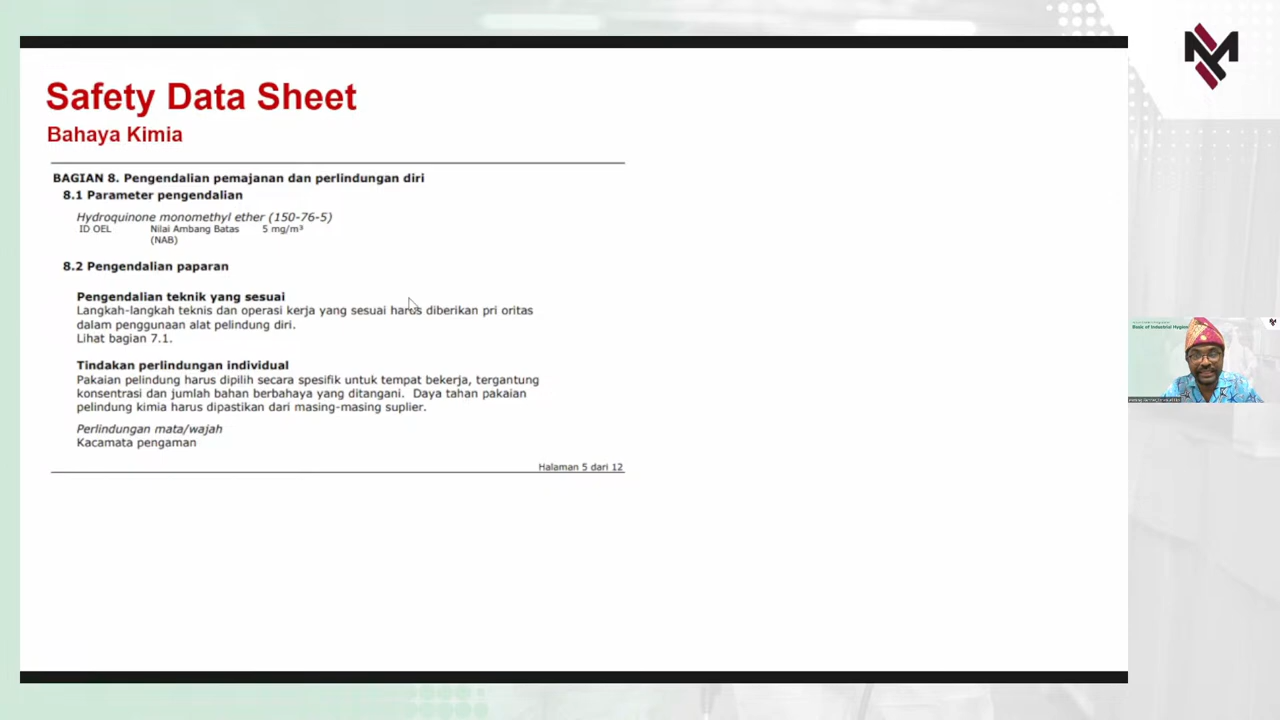 Safety Data Sheet
Bahaya Kimia
BAGIAN 8. Pengendalian pemajanan dan perlindungan diri
8.1 Parameter pengendalian
Hydroquinone monomethyl ether (150-76-5)
ID OEL Nilai Ambang Batas 5 mg/m³
(NAB)
8.2 Pengendalian paparan
Pengendalian teknik yang sesuai
Langkah-langkah teknis dan operasi kerja yang sesuai harus diberikan pri oritas
dalam penggunaan alat pelindung diri.
Lihat bagian 7.1.
Tindakan perlindungan individual
Pakaian pelindung harus dipilih secara spesifik untuk tempat bekerja, tergantung
konsentrasi dan jumlah bahan berbahaya yang ditangani. Daya tahan pakaian
pelindung kimia harus dipastikan dari masing-masing suplier.
Perlindungan mata/wajah
Kacamata pengaman
Halaman 5 dari 12
Basic of Industrial Hygiene